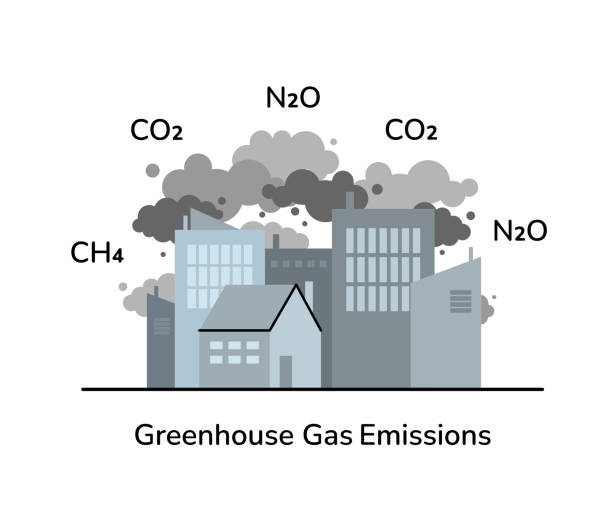 N₂O
CO₂
CO₂
N₂O
CH₄
Greenhouse Gas Emissions